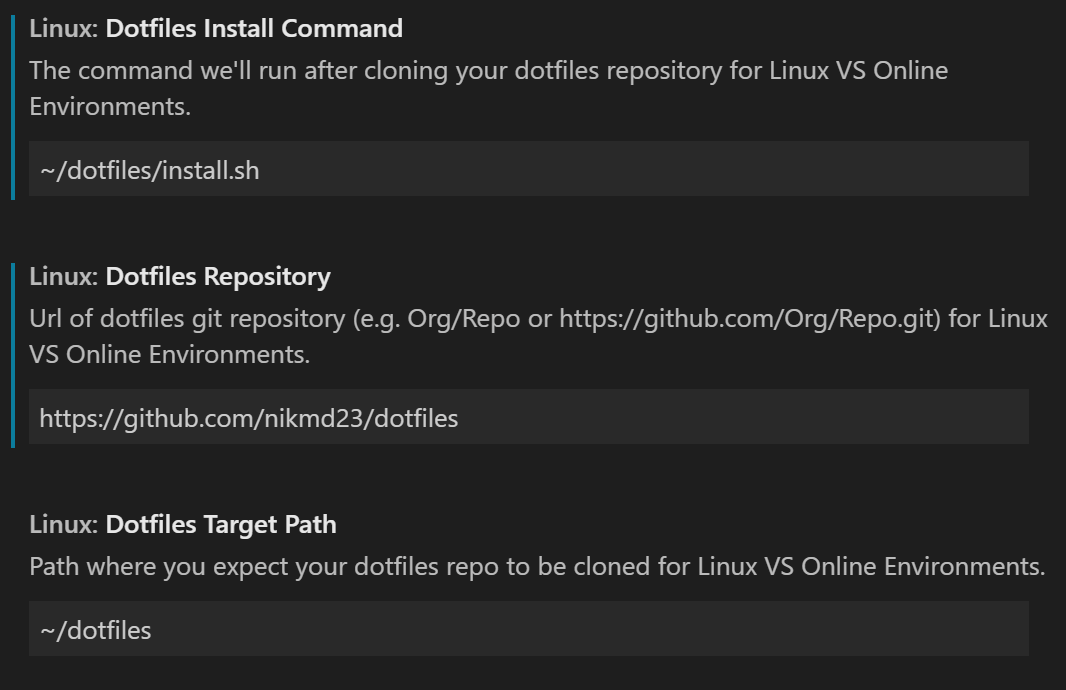 Linux: Dotfiles Install Command
The command we'll run after cloning your dotfiles repository for Linux VS Online
Environments.
~/dotfiles/install.sh
Linux: Dotfiles Repository
Url of dotfiles git repository (e.g. Org/Repo or https://github.com/Org/Repo.git) for Linux
VS Online Environments.
https://github.com/nikmd23/dotfiles
Linux: Dotfiles Target Path
Path where you expect your dotfiles repo to be cloned for Linux VS Online Environments.
~/dotfiles